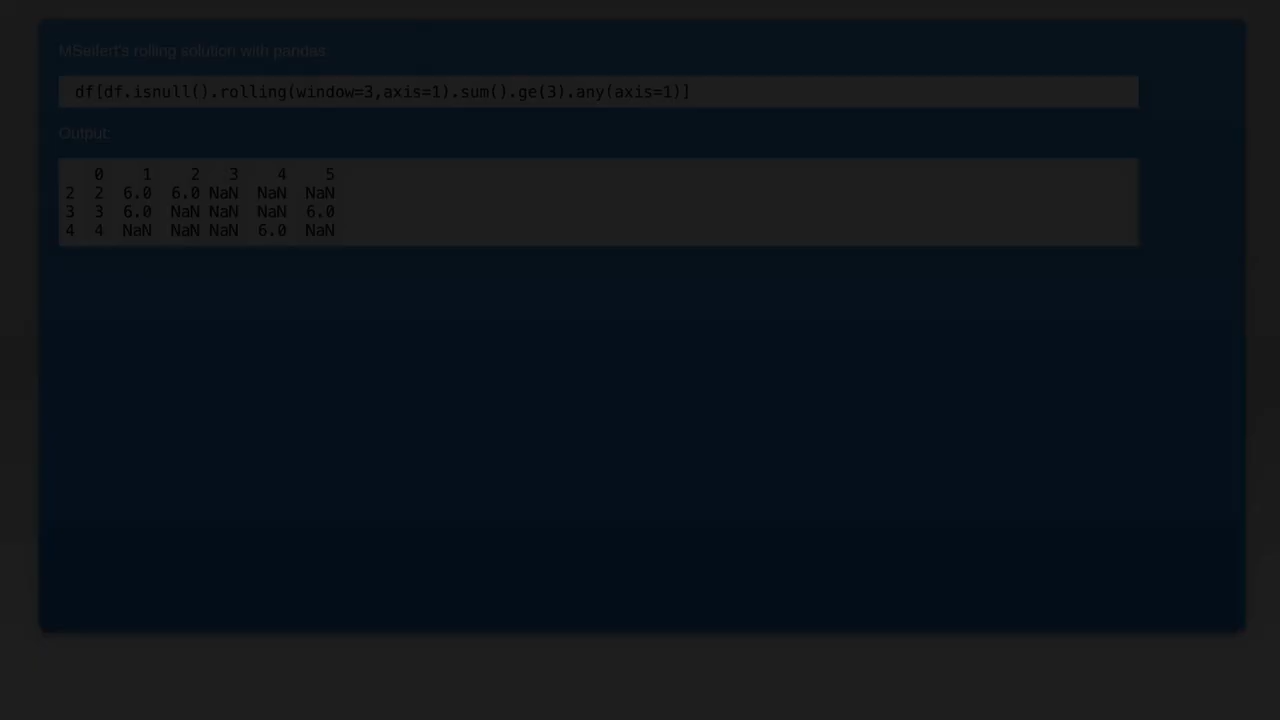 MSeifert's rolling solution with pandas:
df[df.isnull().rolling(window=3,axis=1).sum().ge(3).any(axis=1)]
Output:
   0    1    2   3    4    5
2  2  6.0  6.0 NaN  NaN  NaN
3  3  6.0  NaN NaN  NaN  6.0
4  4  NaN  NaN NaN  6.0  NaN